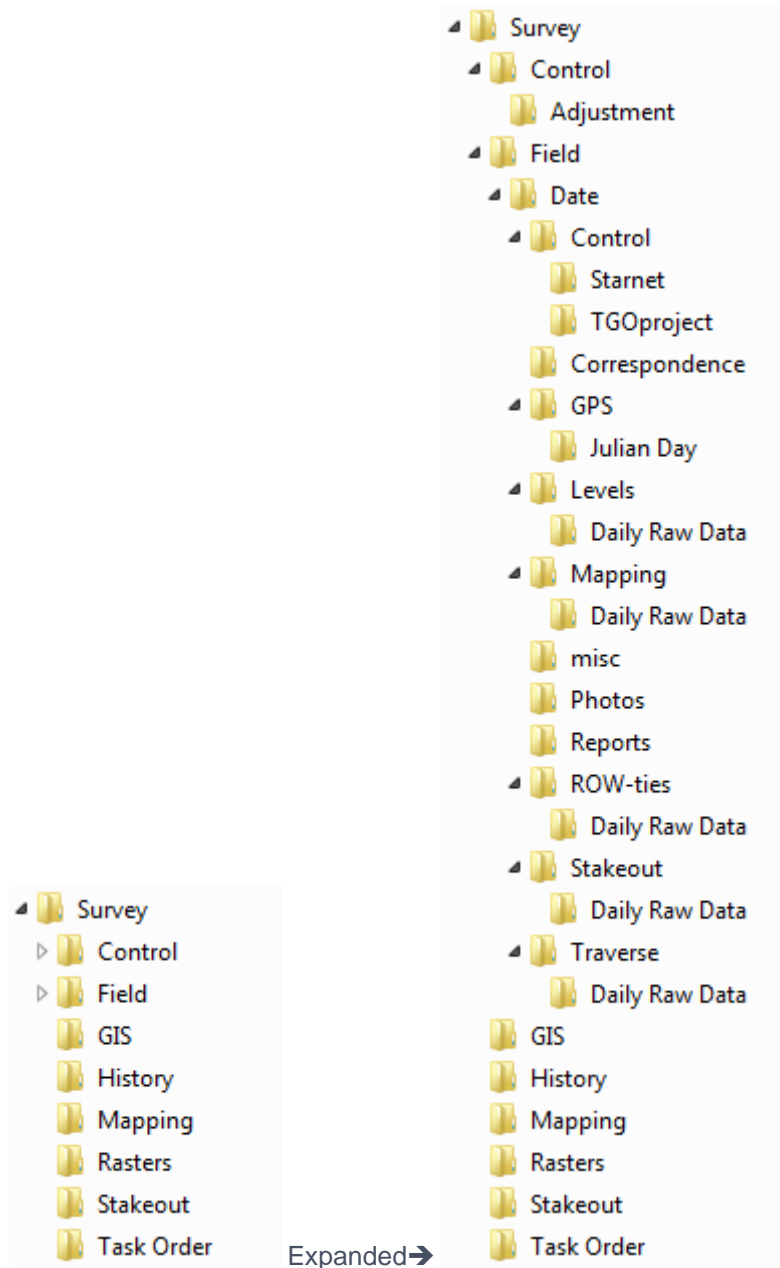 Survey
Control
Field
GIS
History
Mapping
Rasters
Stakeout
Task Order
Expanded→
Survey
Control
Adjustment
Field
Date
Control
Starnet
TGOproject
Correspondence
GPS
Julian Day
Levels
Daily Raw Data
Mapping
Daily Raw Data
misc
Photos
Reports
ROW-ties
Daily Raw Data
Stakeout
Daily Raw Data
Traverse
Daily Raw Data
GIS
History
Mapping
Rasters
Stakeout
Task Order